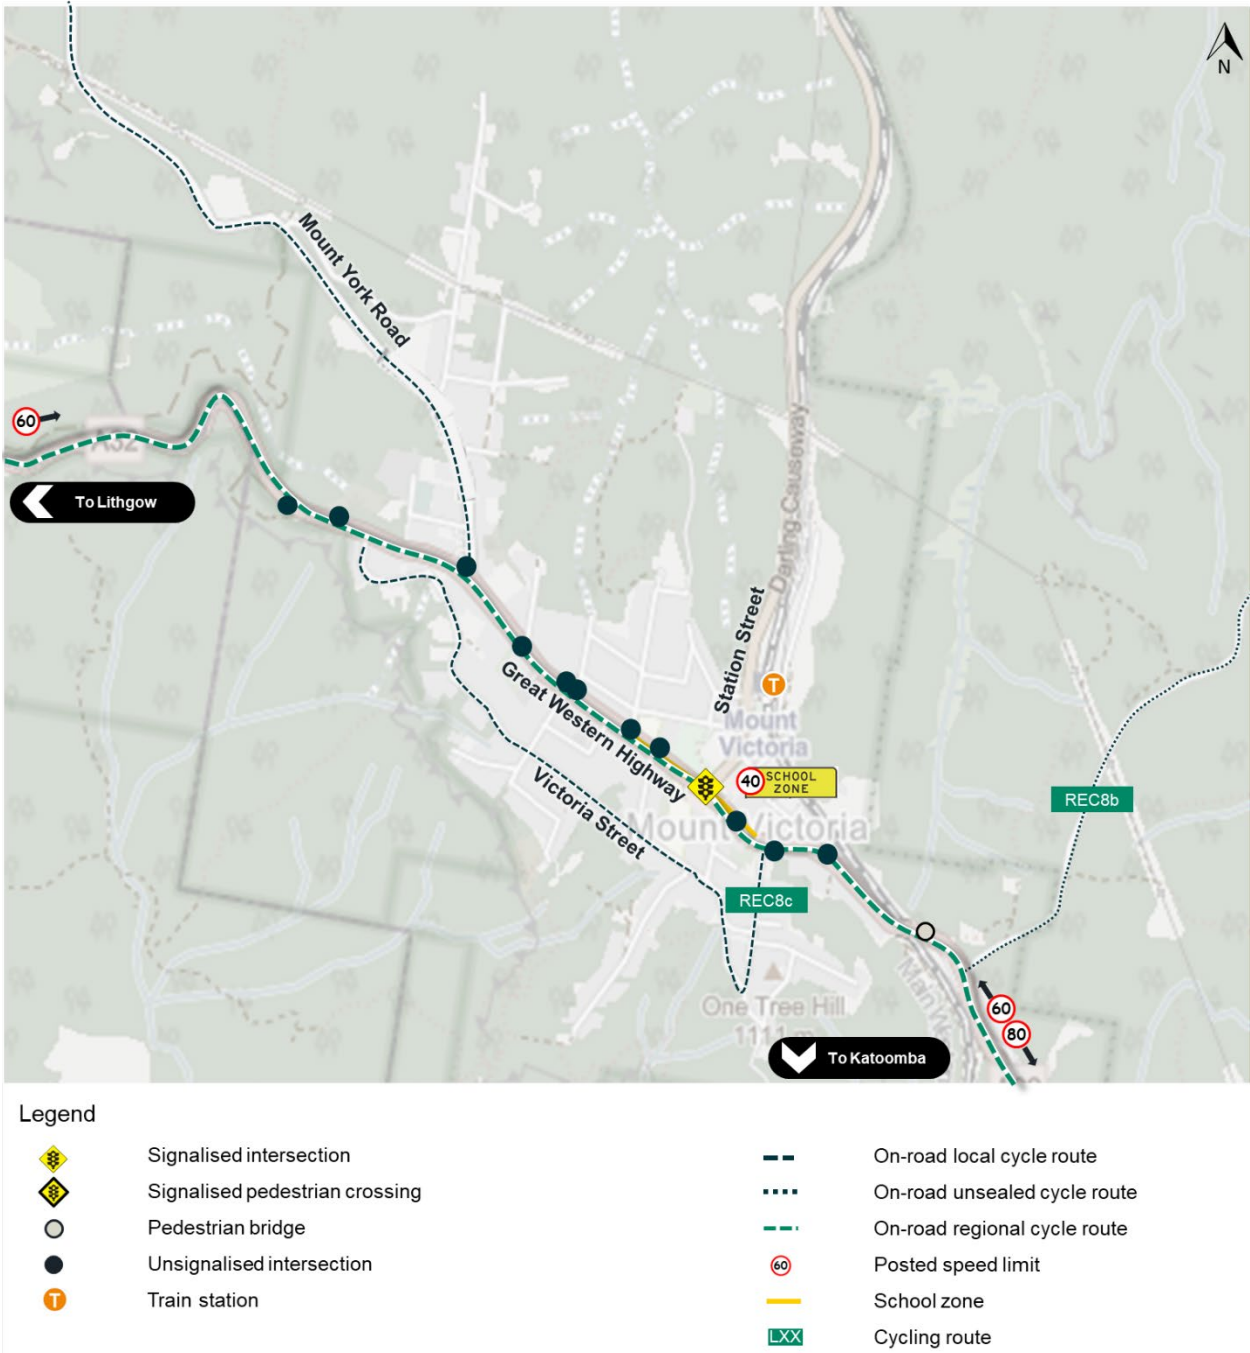 N
Mount York Road
60
A32
To Lithgow
Darling Causeway
Station Street
T
Mount
Victoria
Great Western Highway
40 SCHOOL
ZONE
REC8b
Mount Victoria
Victoria Street
REC8c
One Tree Hill
1111 m
60
80
To Katoomba
Legend
Signalised intersection
Signalised pedestrian crossing
Pedestrian bridge
Unsignalised intersection
T Train station
On-road local cycle route
On-road unsealed cycle route
On-road regional cycle route
60 Posted speed limit
School zone
LXX Cycling route